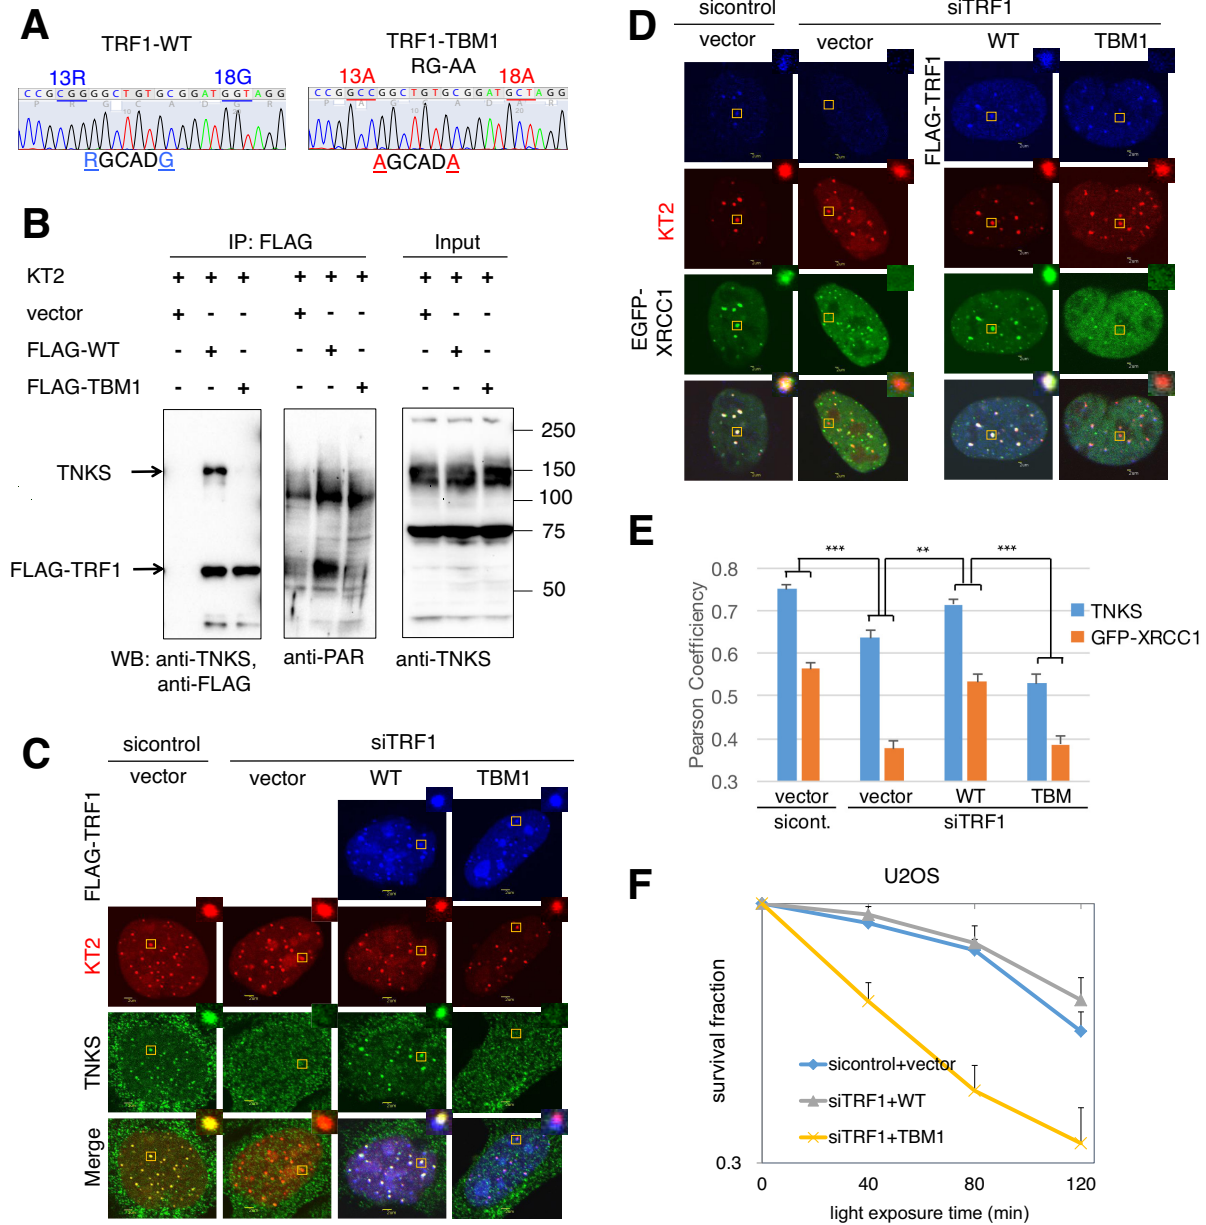 A
TRF1-WT
13R 18G
C C G C G G G G C T G T G C G G A T G G T A G G
P R G C A D G R
10
RGCADG
TRF1-TBM1
RG-AA
13A 18A
C C G G C C G G C T G T G C G G A T G C T A G G
10 20
AGCADA
B
IP: FLAG Input
KT2 + + + + + + + + +
vector + - - + - - + - -
FLAG-WT - + - - + - - + -
FLAG-TBM1 - - + - - + - - +
TNKS
FLAG-TRF1
250
150
100
75
50
WB: anti-TNKS,
anti-FLAG
anti-PAR
anti-TNKS
C
sicontrol siTRF1
vector vector WT TBM1
FLAG-TRF1
KT2
TNKS
Merge
D
sicontrol siTRF1
vector vector WT TBM1
FLAG-TRF1
KT2
EGFP-
XRCC1
E
Pearson Coefficiency
0.8
0.7
0.6
0.5
0.4
0.3
*** ** ***
TNKS
GFP-XRCC1
vector vector WT TBM
sicont. siTRF1
F
U2OS
survival fraction
0.3
sicontrol+vector
siTRF1+WT
siTRF1+TBM1
0 40 80 120
light exposure time (min)